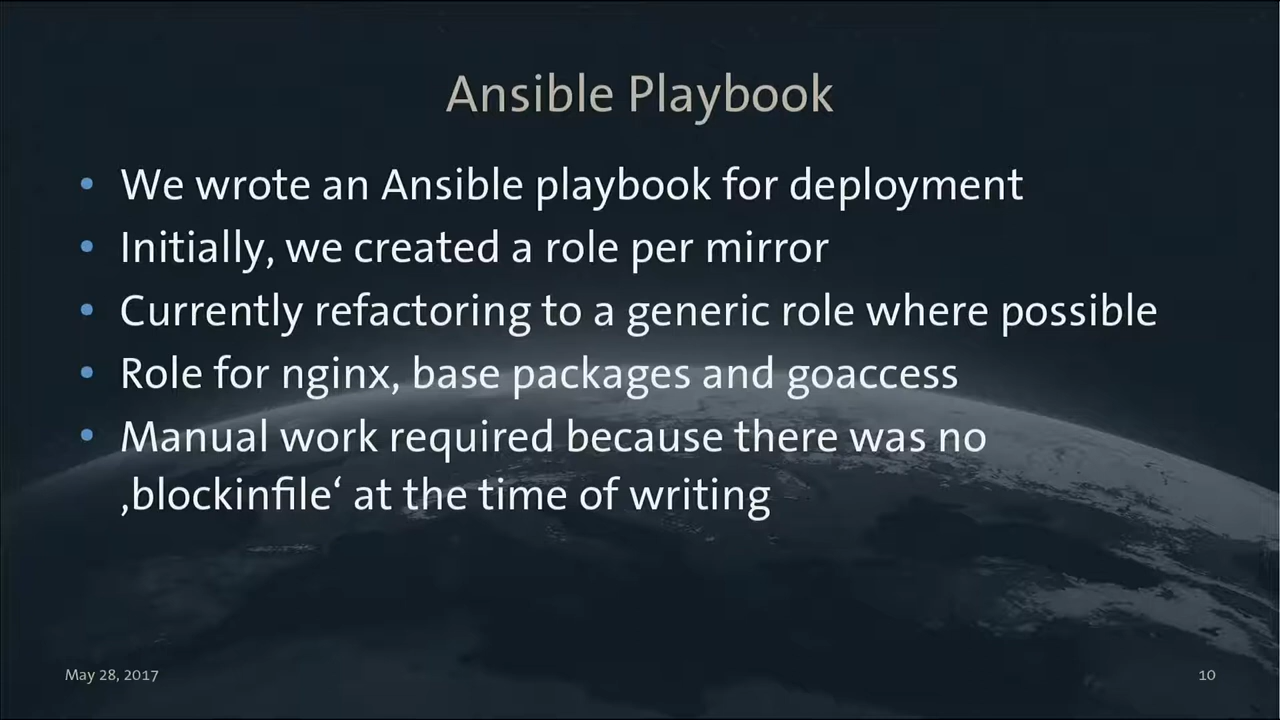 Ansible Playbook
• We wrote an Ansible playbook for deployment
• Initially, we created a role per mirror
• Currently refactoring to a generic role where possible
• Role for nginx, base packages and goaccess
• Manual work required because there was no
‚blockinfile‘ at the time of writing
May 28, 2017
10